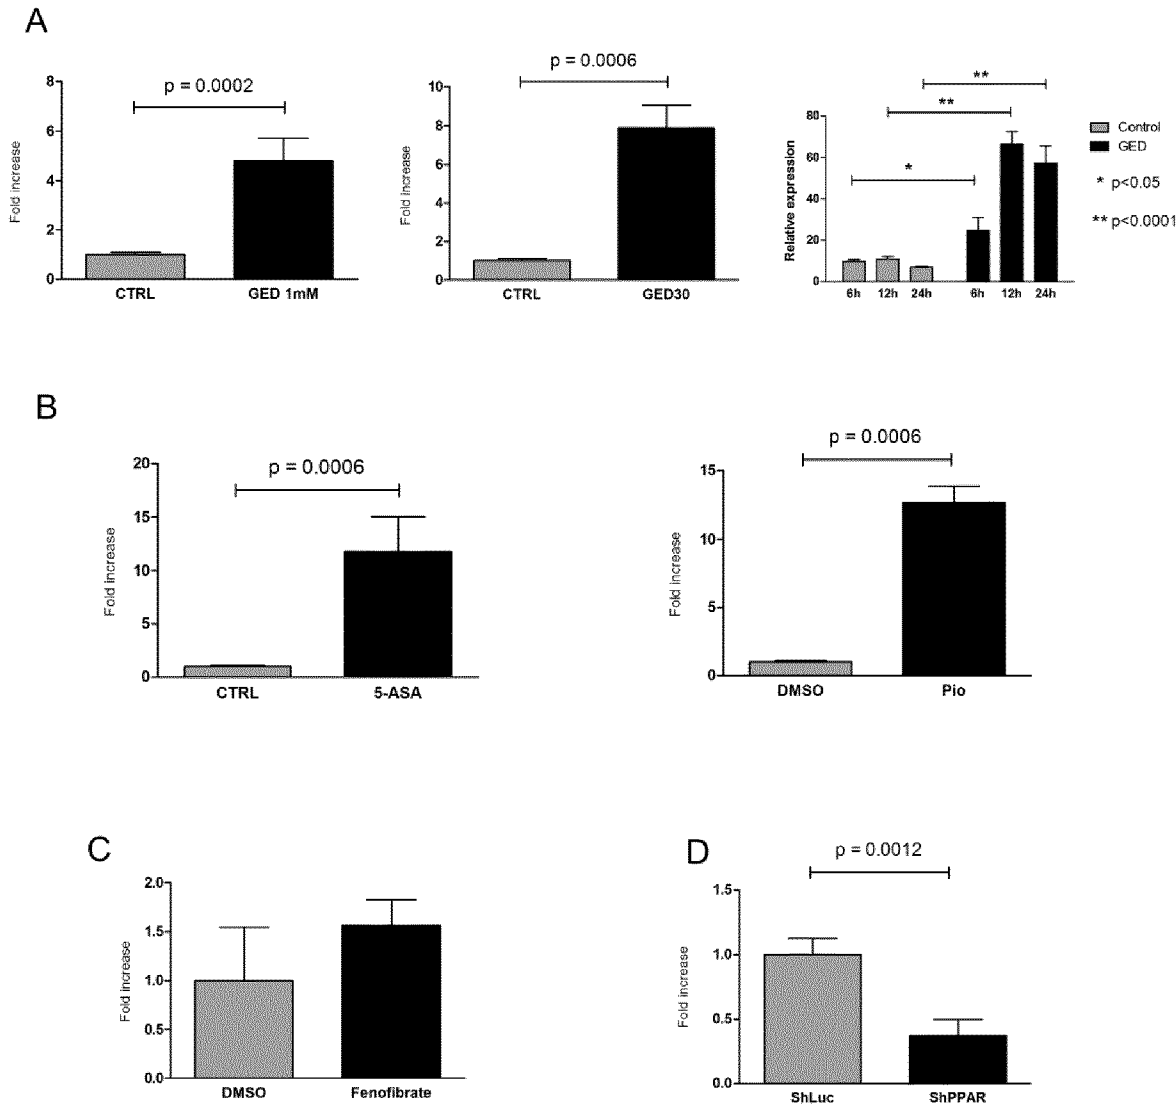 A
p = 0.0002
8
6
4
2
0
Fold increase
CTRL
GED 1mM
p = 0.0006
10
8
6
4
2
0
Fold increase
CTRL
GED30
**
**
*
80
60
40
20
0
Relative expression
6h 12h 24h 6h 12h 24h
Control
GED
* p<0.05
** p<0.0001
B
p = 0.0006
20
15
10
5
0
Fold increase
CTRL
5-ASA
p = 0.0006
15
10
5
0
Fold increase
DMSO
Pio
C
2.0
1.5
1.0
0.5
0.0
Fold increase
DMSO
Fenofibrate
D
p = 0.0012
1.5
1.0
0.5
0.0
Fold increase
ShLuc
ShPPAR